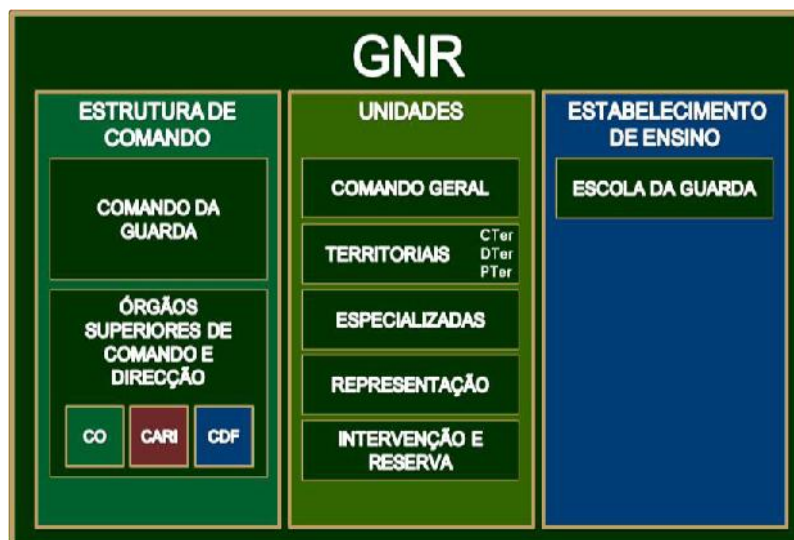 GNR
ESTRUTURA DE
COMANDO
COMANDO DA
GUARDA
ÓRGÃOS
SUPERIORES DE
COMANDO E
DIRECÇÃO
CO
CARI
CDF
UNIDADES
COMANDO GERAL
TERRITORIAIS
CTer
DTer
PTer
ESPECIALIZADAS
REPRESENTAÇÃO
INTERVENÇÃO E
RESERVA
ESTABELECIMENTO
DE ENSINO
ESCOLA DA GUARDA